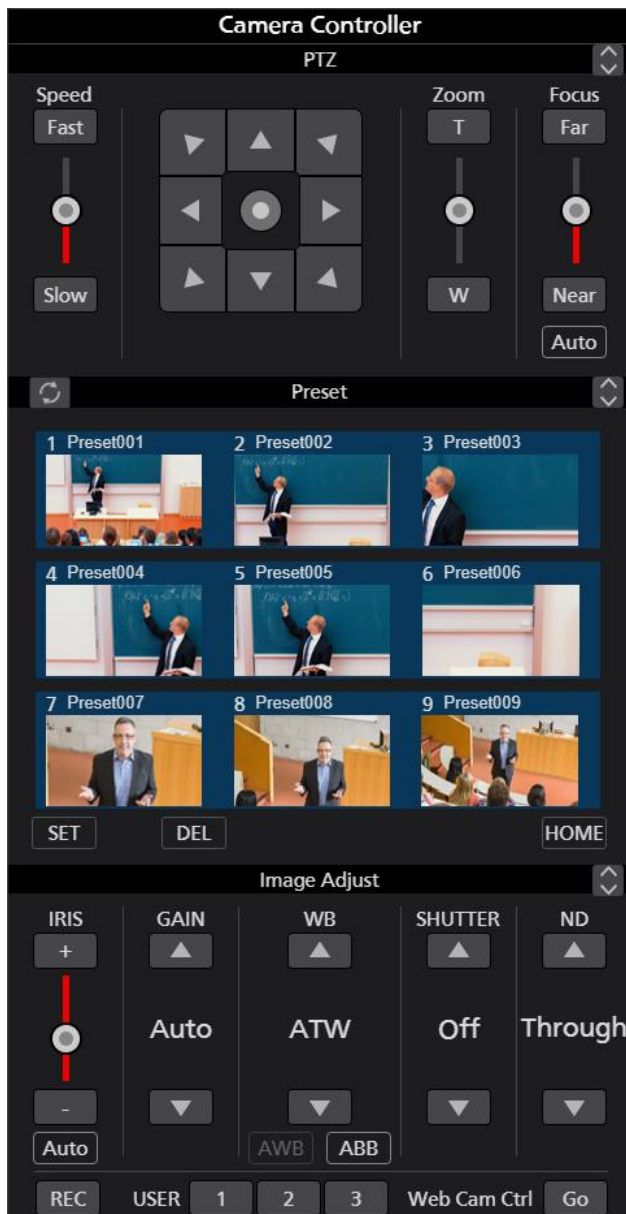 Camera Controller
PTZ
Speed Zoom Focus
Fast T Far
Slow W Near
Auto
Preset
1 Preset001 2 Preset002 3 Preset003
4 Preset004 5 Preset005 6 Preset006
7 Preset007 8 Preset008 9 Preset009
SET DEL HOME
Image Adjust
IRIS GAIN WB SHUTTER ND
+
Auto ATW Off Through
-
Auto AWB ABB
REC USER 1 2 3 Web Cam Ctrl Go